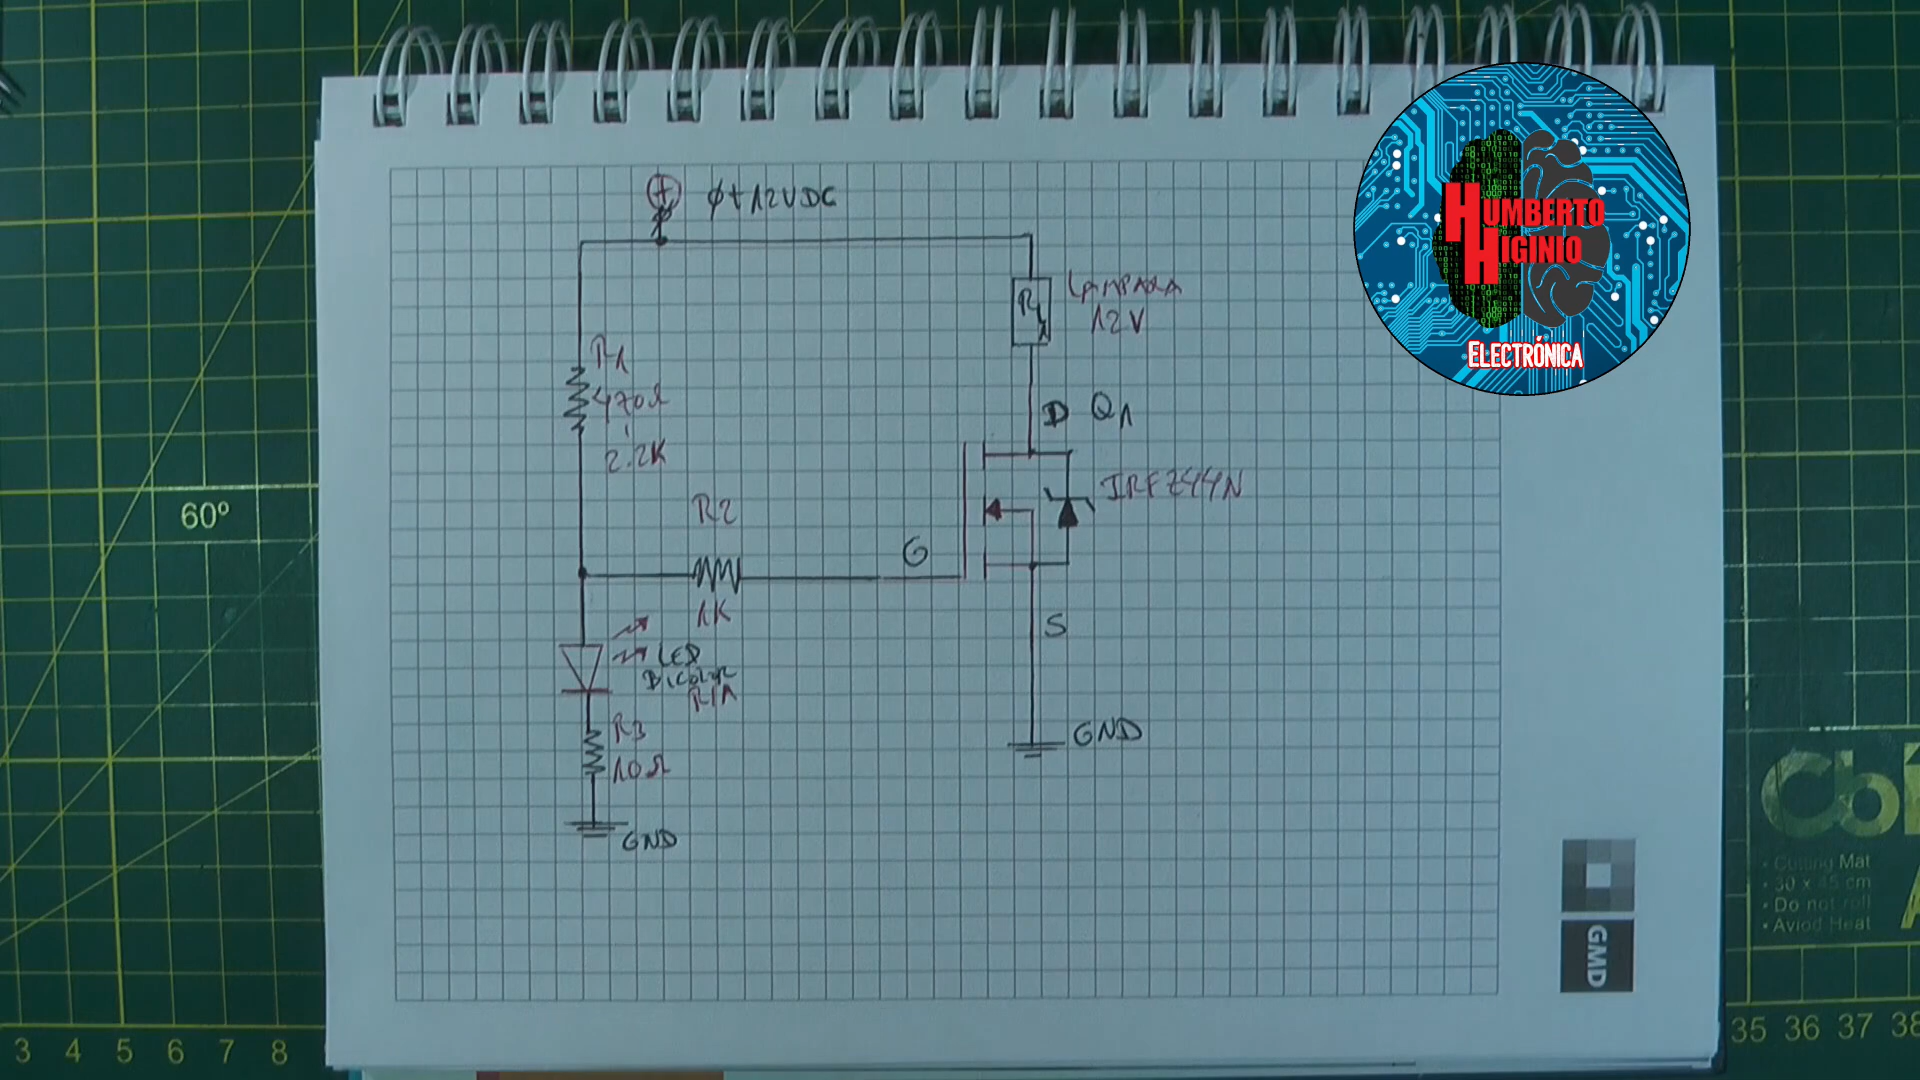 +12VDC
RL
LAMPARA
12V
R1
470Ω
2.2K
D Q1
IRFZ44N
R2
1K
G
S
LED
Bicolor
R/A
R3
10Ω
GND
GND
HUMBERTO
HIGINIO
ELECTRÓNICA
60º
Cutting Mat
30 x 45 cm
Do not roll
Aviod Heat
GMD
3 4 5 6 7 8
35 36 37 38